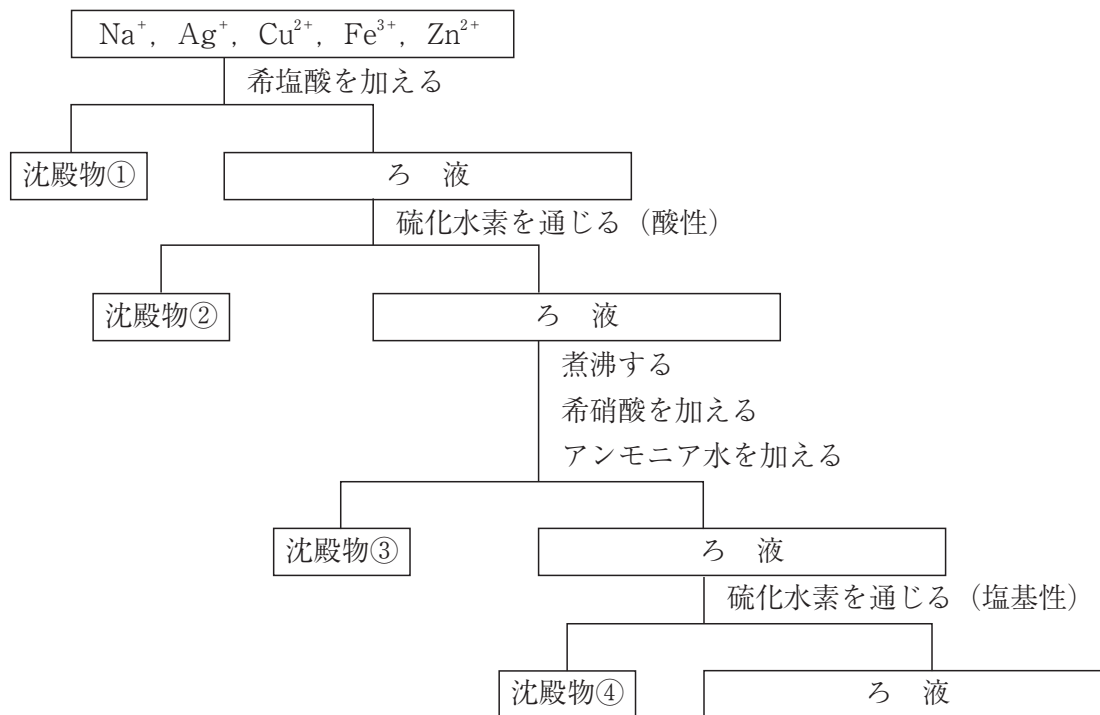 Na⁺, Ag⁺, Cu²⁺, Fe³⁺, Zn²⁺
希塩酸を加える
沈殿物①
ろ 液
硫化水素を通じる（酸性）
沈殿物②
ろ 液
煮沸する
希硝酸を加える
アンモニア水を加える
沈殿物③
ろ 液
硫化水素を通じる（塩基性）
沈殿物④
ろ 液